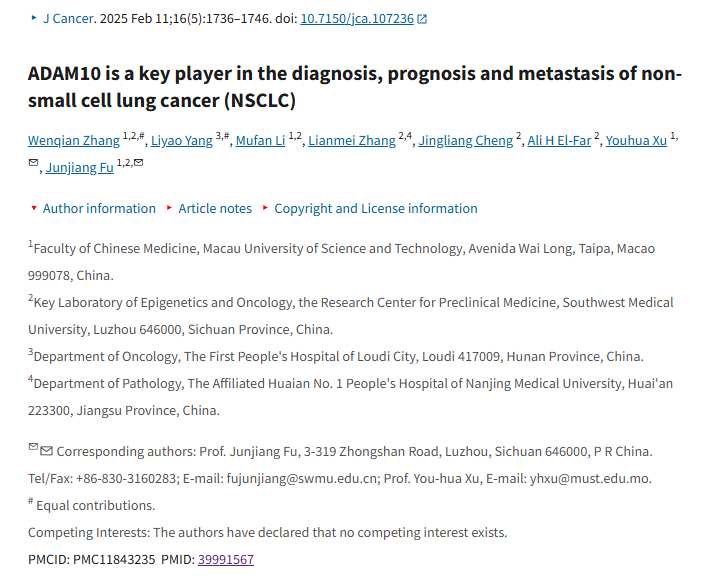 J Cancer. 2025 Feb 11;16(5):1736–1746. doi: 10.7150/jca.107236
ADAM10 is a key player in the diagnosis, prognosis and metastasis of non-
small cell lung cancer (NSCLC)
Wenqian Zhang 1,2,#, Liyao Yang 3,#, Mufan Li 1,2, Lianmei Zhang 2,4, Jingliang Cheng 2, Ali H El-Far 2, Youhua Xu 1,
✉, Junjiang Fu 1,2,✉
Author information Article notes Copyright and License information
1Faculty of Chinese Medicine, Macau University of Science and Technology, Avenida Wai Long, Taipa, Macao
999078, China.
2Key Laboratory of Epigenetics and Oncology, the Research Center for Preclinical Medicine, Southwest Medical
University, Luzhou 646000, Sichuan Province, China.
3Department of Oncology, The First People's Hospital of Loudi City, Loudi 417009, Hunan Province, China.
4Department of Pathology, The Affiliated Huaian No. 1 People's Hospital of Nanjing Medical University, Huai'an
223300, Jiangsu Province, China.
✉✉ Corresponding authors: Prof. Junjiang Fu, 3-319 Zhongshan Road, Luzhou, Sichuan 646000, P R China.
Tel/Fax: +86-830-3160283; E-mail: fujunjiang@swmu.edu.cn; Prof. You-hua Xu, E-mail: yhxu@must.edu.mo.
# Equal contributions.
Competing Interests: The authors have declared that no competing interest exists.
PMCID: PMC11843235 PMID: 39991567